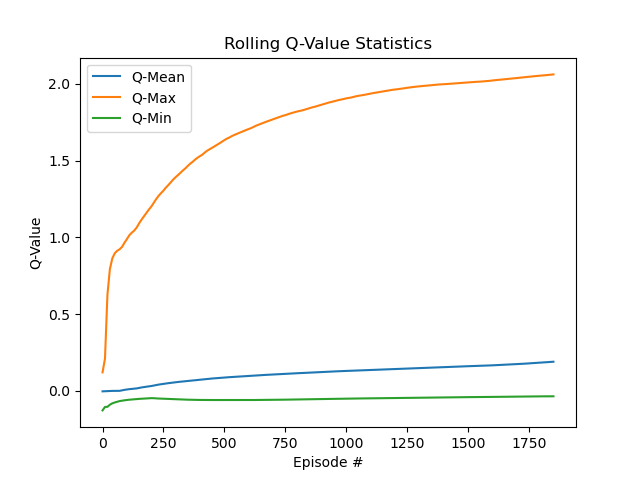 Rolling Q-Value Statistics
Q-Mean
Q-Max
Q-Min
Q-Value
2.0
1.5
1.0
0.5
0.0
0 250 500 750 1000 1250 1500 1750
Episode #